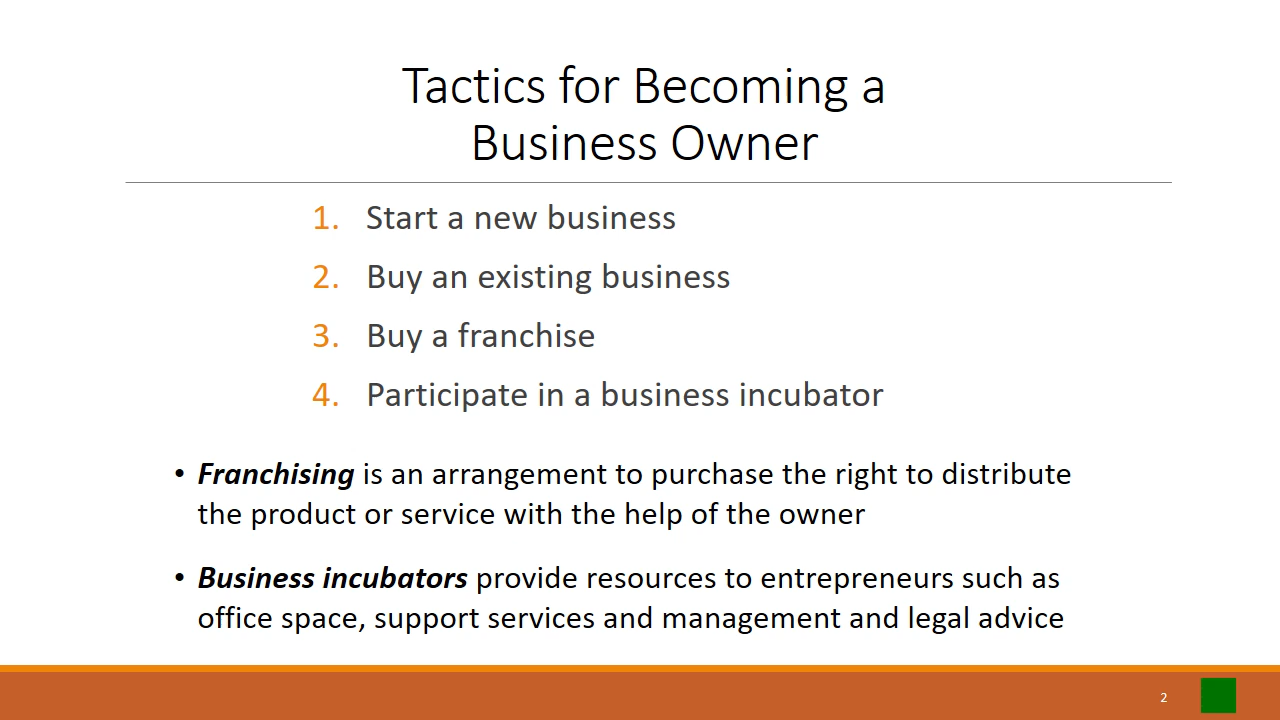 Tactics for Becoming a
Business Owner
1. Start a new business
2. Buy an existing business
3. Buy a franchise
4. Participate in a business incubator
• Franchising is an arrangement to purchase the right to distribute
the product or service with the help of the owner
• Business incubators provide resources to entrepreneurs such as
office space, support services and management and legal advice
2